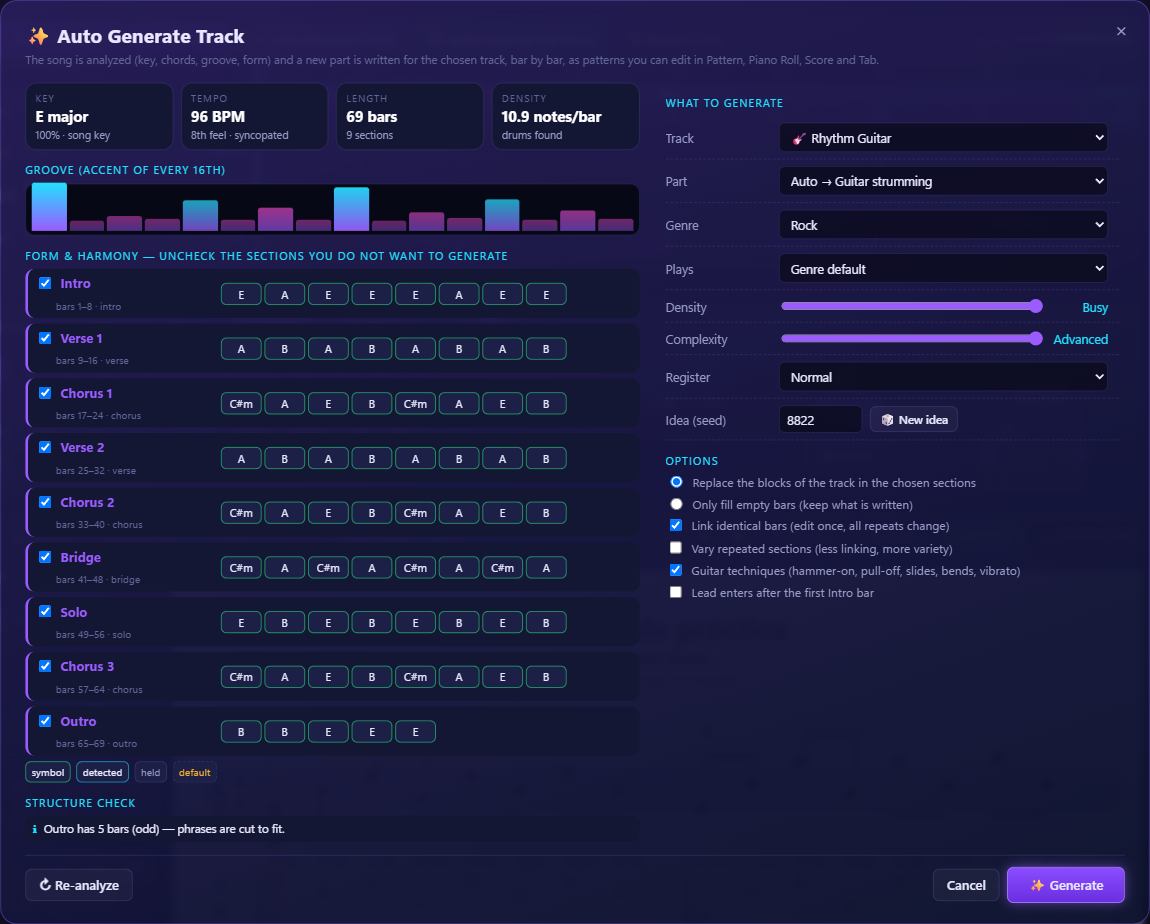 ✨ Auto Generate Track
×
The song is analyzed (key, chords, groove, form) and a new part is written for the chosen track, bar by bar, as patterns you can edit in Pattern, Piano Roll, Score and Tab.
KEY
E major
100% · song key
TEMPO
96 BPM
8th feel · syncopated
LENGTH
69 bars
9 sections
DENSITY
10.9 notes/bar
drums found
GROOVE (ACCENT OF EVERY 16TH)
FORM & HARMONY — UNCHECK THE SECTIONS YOU DO NOT WANT TO GENERATE
Intro
bars 1–8 · intro
E A E E E A E E
Verse 1
bars 9–16 · verse
A B A B A B A B
Chorus 1
bars 17–24 · chorus
C#m A E B C#m A E B
Verse 2
bars 25–32 · verse
A B A B A B A B
Chorus 2
bars 33–40 · chorus
C#m A E B C#m A E B
Bridge
bars 41–48 · bridge
C#m A C#m A C#m A C#m A
Solo
bars 49–56 · solo
E B E B E B E B
Chorus 3
bars 57–64 · chorus
C#m A E B C#m A E B
Outro
bars 65–69 · outro
B B E E E
symbol detected held default
STRUCTURE CHECK
ℹ Outro has 5 bars (odd) — phrases are cut to fit.
WHAT TO GENERATE
Track 🎸 Rhythm Guitar
Part Auto → Guitar strumming
Genre Rock
Plays Genre default
Density Busy
Complexity Advanced
Register Normal
Idea (seed) 8822 🎲 New idea
OPTIONS
Replace the blocks of the track in the chosen sections
Only fill empty bars (keep what is written)
Link identical bars (edit once, all repeats change)
Vary repeated sections (less linking, more variety)
Guitar techniques (hammer-on, pull-off, slides, bends, vibrato)
Lead enters after the first Intro bar
↻ Re-analyze
Cancel
✨ Generate